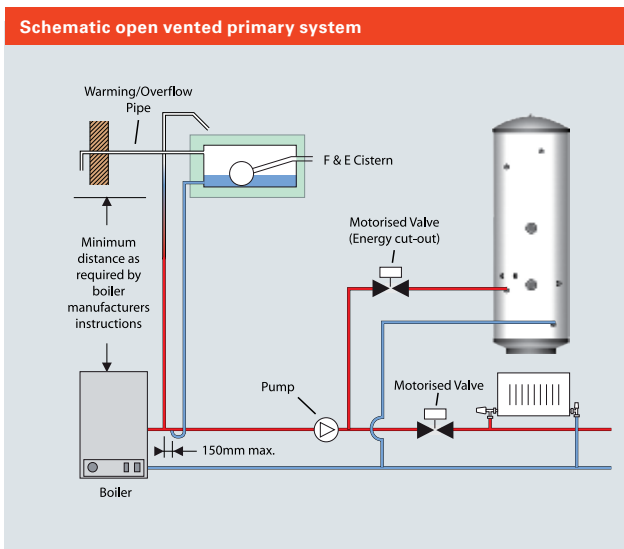 Schematic open vented primary system
Warming/Overflow
Pipe
F & E Cistern
Minimum
distance as
required by
boiler
manufacturers
instructions
Motorised Valve
(Energy cut-out)
Pump
Motorised Valve
150mm max.
Boiler